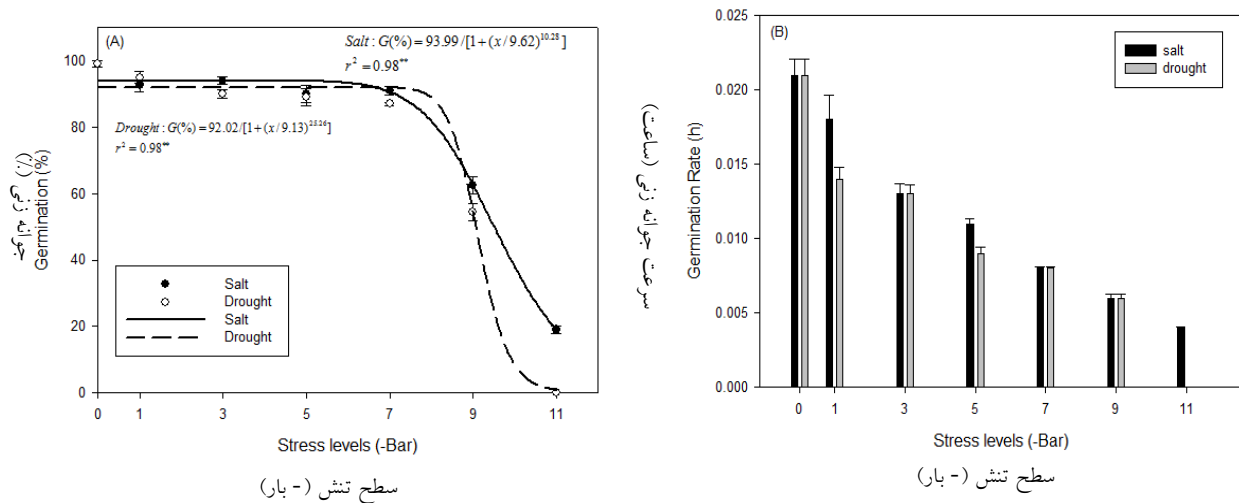 (A)
Salt : G(%) = 93.99 /[1+(x/9.62)^10.28]
r² = 0.98**
Drought : G(%) = 92.02/[1+(x/9.13)^25.26]
r² = 0.98**
100
80
60
40
20
0
جوانه زنی (٪)
Germination (%)
Salt
Drought
Salt
Drought
0 1 3 5 7 9 11
Stress levels (-Bar)
سطح تنش (- بار)
(B)
salt
drought
0.025
0.020
0.015
0.010
0.005
0.000
سرعت جوانه زنی (ساعت)
Germination Rate (h)
0 1 3 5 7 9 11
Stress levels (-Bar)
سطح تنش (- بار)